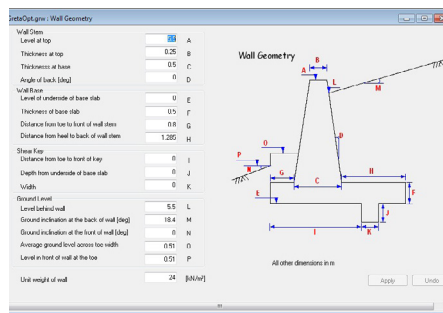 GretaOpt.grw : Wall Geometry
Wall Stem
Level at top A
Thickness at top 0.25 B
Thicknesss at base 0.5 C
Angle of back [deg] 0 D
Wall Base
Level of underside of base slab 0 E
Thickness of base slab 0.5 F
Distance from toe to front of wall stem 0.8 G
Distance from heel to back of wall stem 1.285 H
Shear Key
Distance from toe to front of key 0 I
Depth from underside of base slab 0 J
Width 0 K
Ground Level
Level behind wall 5.5 L
Ground inclination at the back of wall [deg] 18.4 M
Ground inclination at the front of wall [deg] 0 N
Average ground level across toe width 0.51 O
Level in front of wall at the toe 0.51 P
Unit weight of wall 24 [kN/m³]
Wall Geometry
B
A
L
M
O
P
N
D
G
C
H
E
F
J
I
K
All other dimensions in m
Apply
Undo